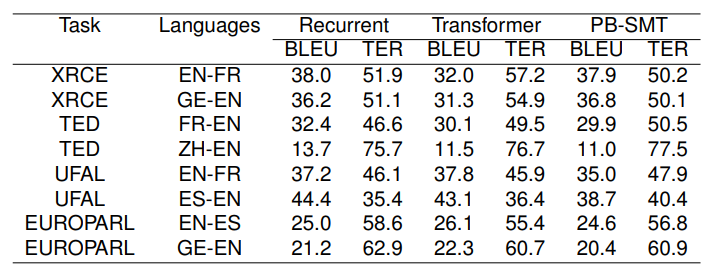 Task Languages Recurrent Transformer PB-SMT
BLEU TER BLEU TER BLEU TER
XRCE EN-FR 38.0 51.9 32.0 57.2 37.9 50.2
XRCE GE-EN 36.2 51.1 31.3 54.9 36.8 50.1
TED FR-EN 32.4 46.6 30.1 49.5 29.9 50.5
TED ZH-EN 13.7 75.7 11.5 76.7 11.0 77.5
UFAL EN-FR 37.2 46.1 37.8 45.9 35.0 47.9
UFAL ES-EN 44.4 35.4 43.1 36.4 38.7 40.4
EUROPARL EN-ES 25.0 58.6 26.1 55.4 24.6 56.8
EUROPARL GE-EN 21.2 62.9 22.3 60.7 20.4 60.9